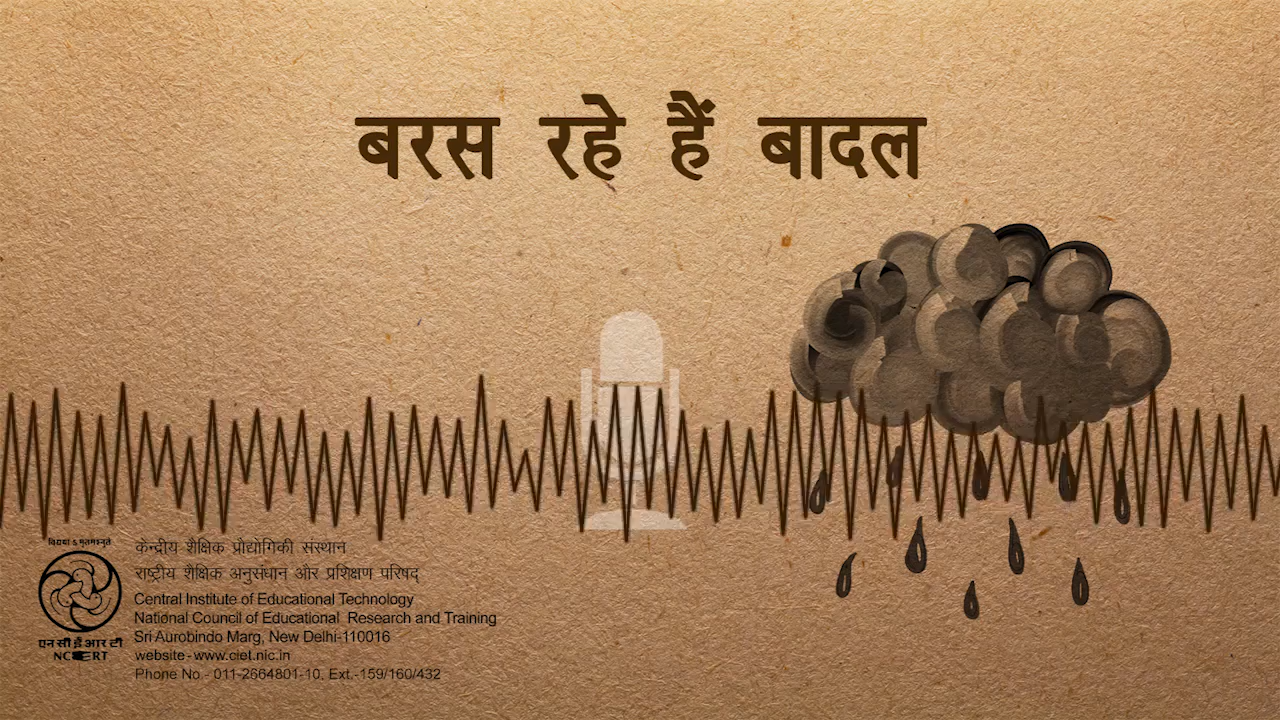 बरस रहे हैं बादल
विद्यया ऽ मृतमश्नुते
एन सी ई आर टी
NCERT
केन्द्रीय शैक्षिक प्रौद्योगिकी संस्थान
राष्ट्रीय शैक्षिक अनुसंधान और प्रशिक्षण परिषद्
Central Institute of Educational Technology
National Council of Educational Research and Training
Sri Aurobindo Marg, New Delhi-110016
website - www.ciet.nic.in
Phone No.- 011-2664801-10, Ext.-159/160/432